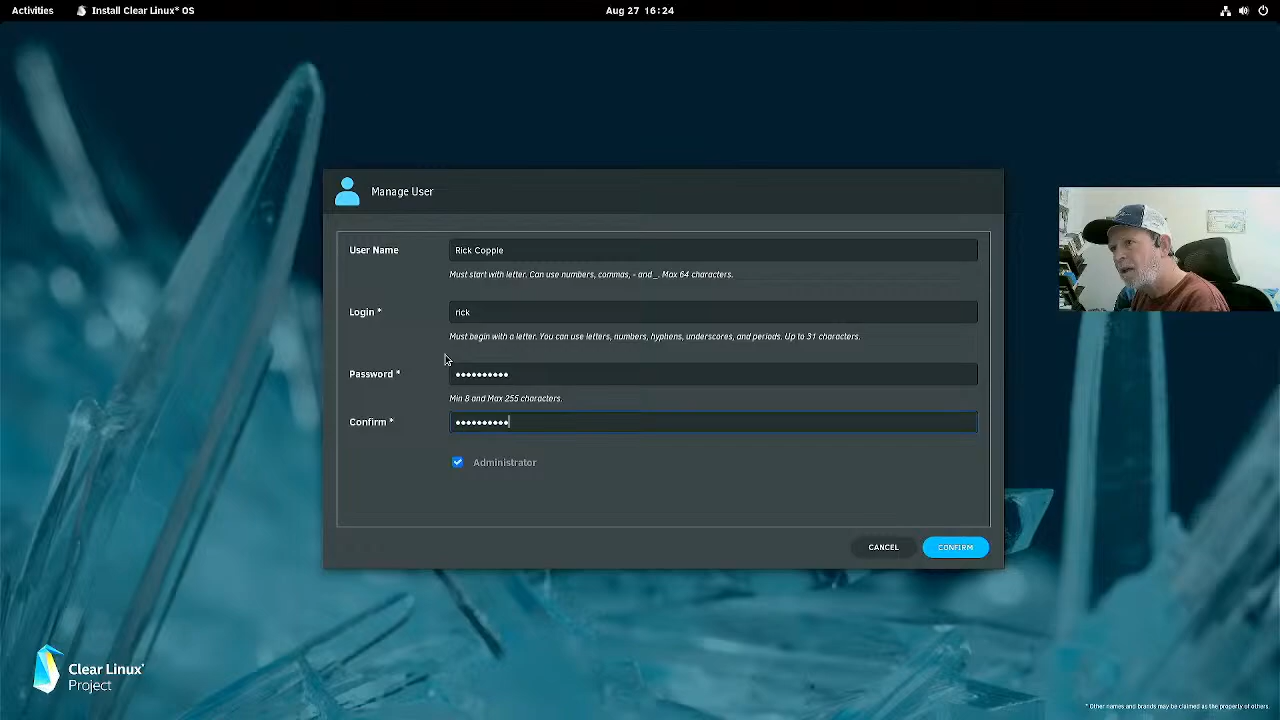 Activities
Install Clear Linux* OS
Aug 27 16:24
Manage User
User Name
Rick Copple
Must start with letter. Can use numbers, commas, - and _. Max 64 characters.
Login *
rick
Must begin with a letter. You can use letters, numbers, hyphens, underscores, and periods. Up to 31 characters.
Password *
••••••••••
Min 8 and Max 255 characters.
Confirm *
••••••••••
Administrator
CANCEL
CONFIRM
Clear Linux*
Project
* Other names and brands may be claimed as the property of others.